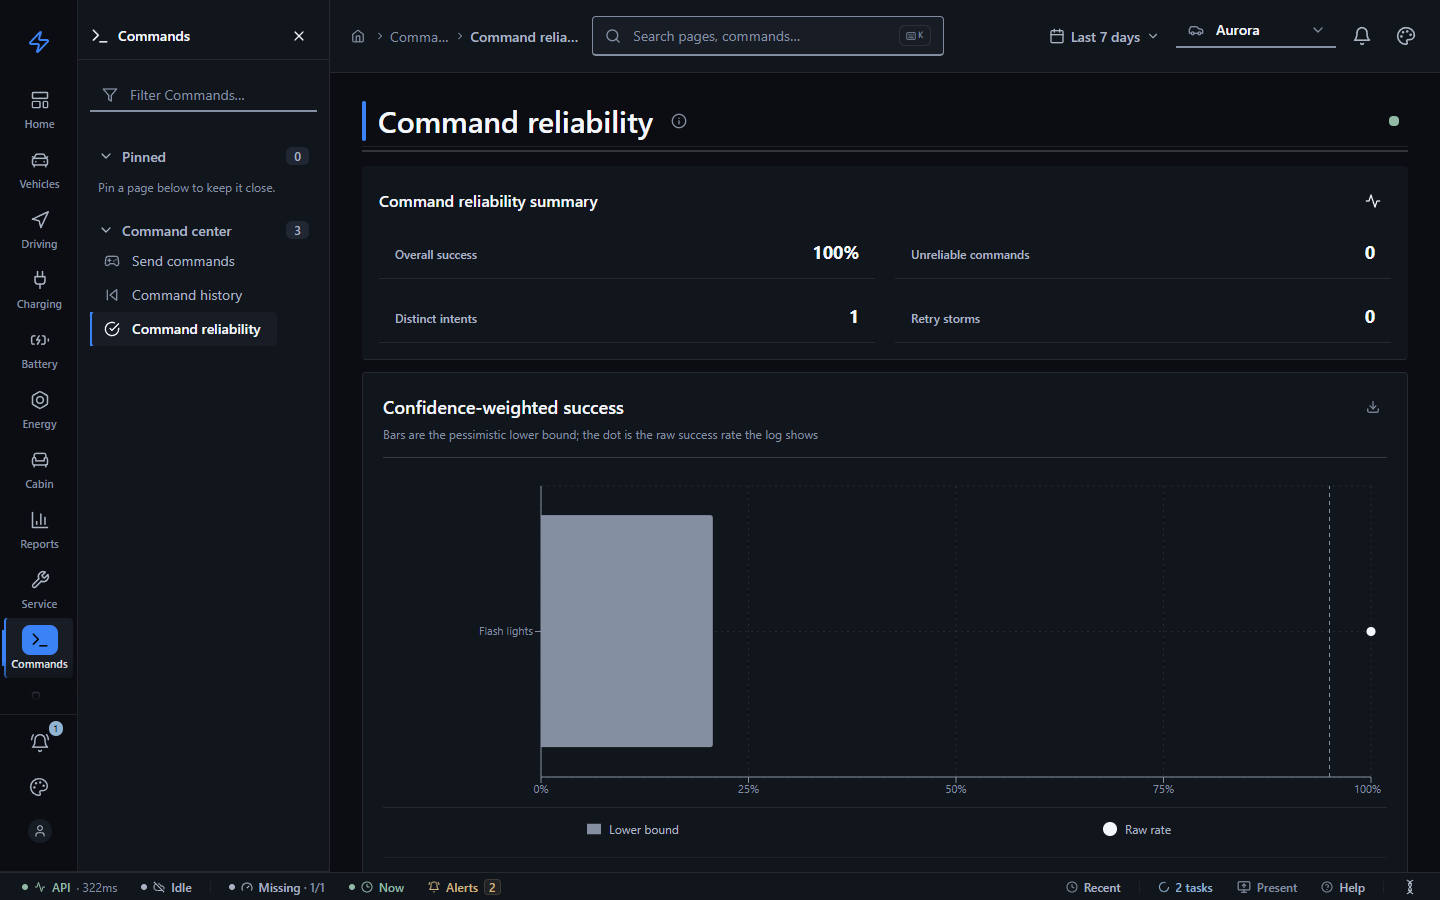 Commands
Comma...
Command relia...
Search pages, commands...
K
Last 7 days
Aurora
Filter Commands...
Home
Vehicles
Driving
Charging
Battery
Energy
Cabin
Reports
Service
Commands
1
Pinned
0
Pin a page below to keep it close.
Command center
3
Send commands
Command history
Command reliability
Command reliability
Command reliability summary
Overall success
100%
Unreliable commands
0
Distinct intents
1
Retry storms
0
Confidence-weighted success
Bars are the pessimistic lower bound; the dot is the raw success rate the log shows
Flash lights
0%
25%
50%
75%
100%
Lower bound
Raw rate
API · 322ms
Idle
Missing · 1/1
Now
Alerts 2
Recent
2 tasks
Present
Help